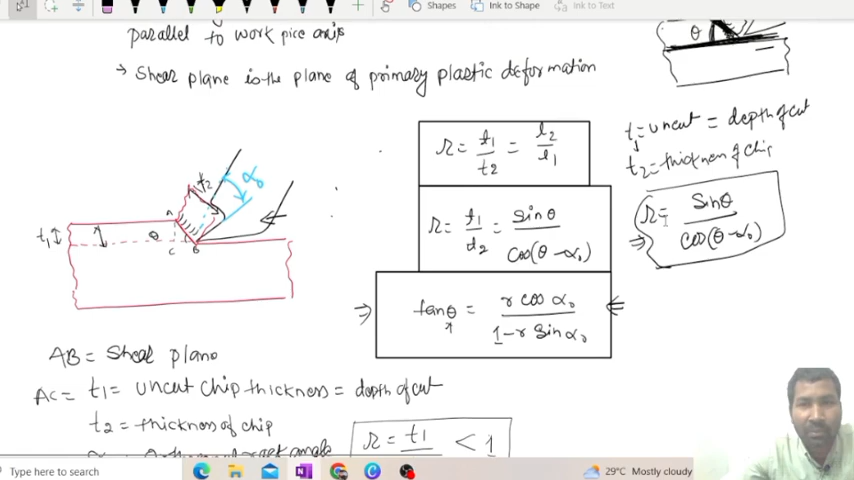 Shapes
Ink to Shape
Ink to Text
parallel to work pice axis
→ Shear plane is the plane of primary plastic deformation
θ
t1 = uncut = depth of cut
t2 = thickness of chip
r = t1/t2 = l2/l1
r = t1/d2 = sinθ/cos(θ-α0)
⇒ r = sinθ/cos(θ-α0)
⇒ tanθ = r cos α0/1-r sin α0 ⇐
t2
α0
t1
A
θ
C
B
AB = Shear plane
AC = t1 = uncut chip thickness = depth of cut
t2 = thickness of chip
r = t1 < 1
Type here to search
29°C Mostly cloudy